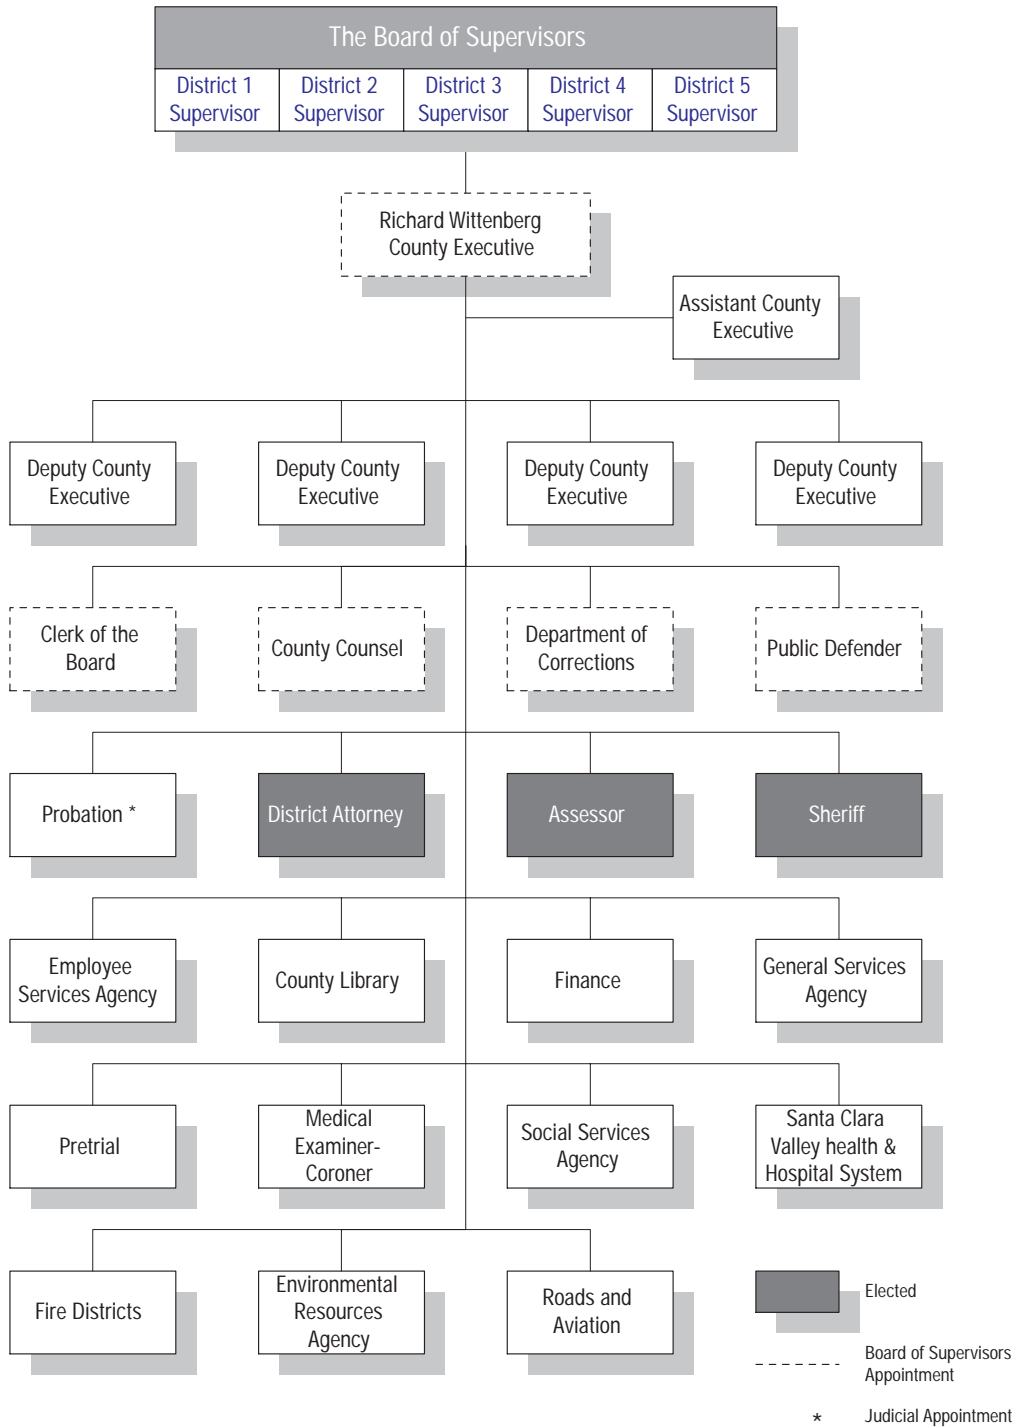 The Board of Supervisors
District 1
Supervisor
District 2
Supervisor
District 3
Supervisor
District 4
Supervisor
District 5
Supervisor
Richard Wittenberg
County Executive
Assistant County
Executive
Deputy County
Executive
Deputy County
Executive
Deputy County
Executive
Deputy County
Executive
Clerk of the
Board
County Counsel
Department of
Corrections
Public Defender
Probation *
District Attorney
Assessor
Sheriff
Employee
Services Agency
County Library
Finance
General Services
Agency
Pretrial
Medical
Examiner-
Coroner
Social Services
Agency
Santa Clara
Valley health &
Hospital System
Fire Districts
Environmental
Resources
Agency
Roads and
Aviation
Elected
Board of Supervisors
Appointment
* Judicial Appointment